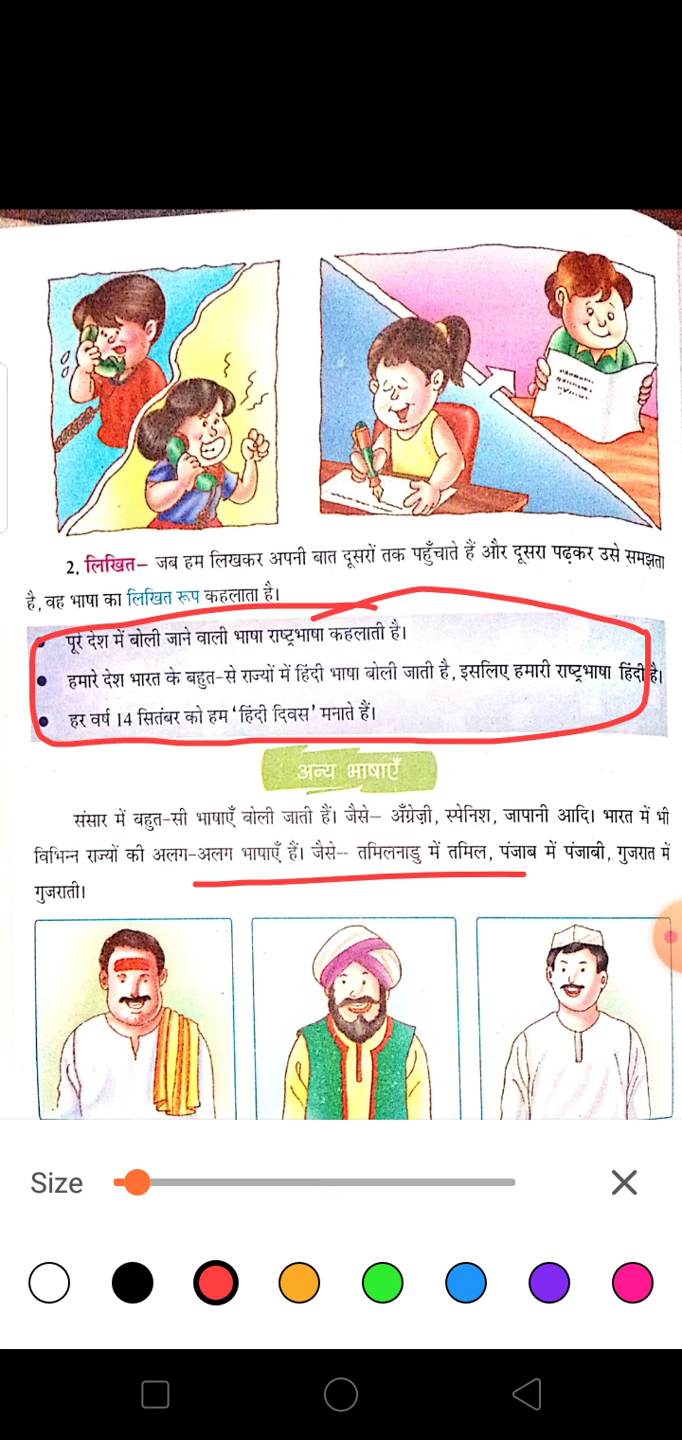 2. लिखित– जब हम लिखकर अपनी बात दूसरों तक पहुँचाते हैं और दूसरा पढ़कर उसे समझता
है, वह भाषा का लिखित रूप कहलाता है।
• पूरे देश में बोली जाने वाली भाषा राष्ट्रभाषा कहलाती है।
• हमारे देश भारत के बहुत-से राज्यों में हिंदी भाषा बोली जाती है, इसलिए हमारी राष्ट्रभाषा हिंदी है।
• हर वर्ष 14 सितंबर को हम ‘हिंदी दिवस’ मनाते हैं।
अन्य भाषाएँ
संसार में बहुत-सी भाषाएँ बोली जाती हैं। जैसे– अँग्रेज़ी, स्पेनिश, जापानी आदि। भारत में भी
विभिन्न राज्यों की अलग-अलग भाषाएँ हैं। जैसे-- तमिलनाडु में तमिल, पंजाब में पंजाबी, गुजरात में
गुजराती।
Size